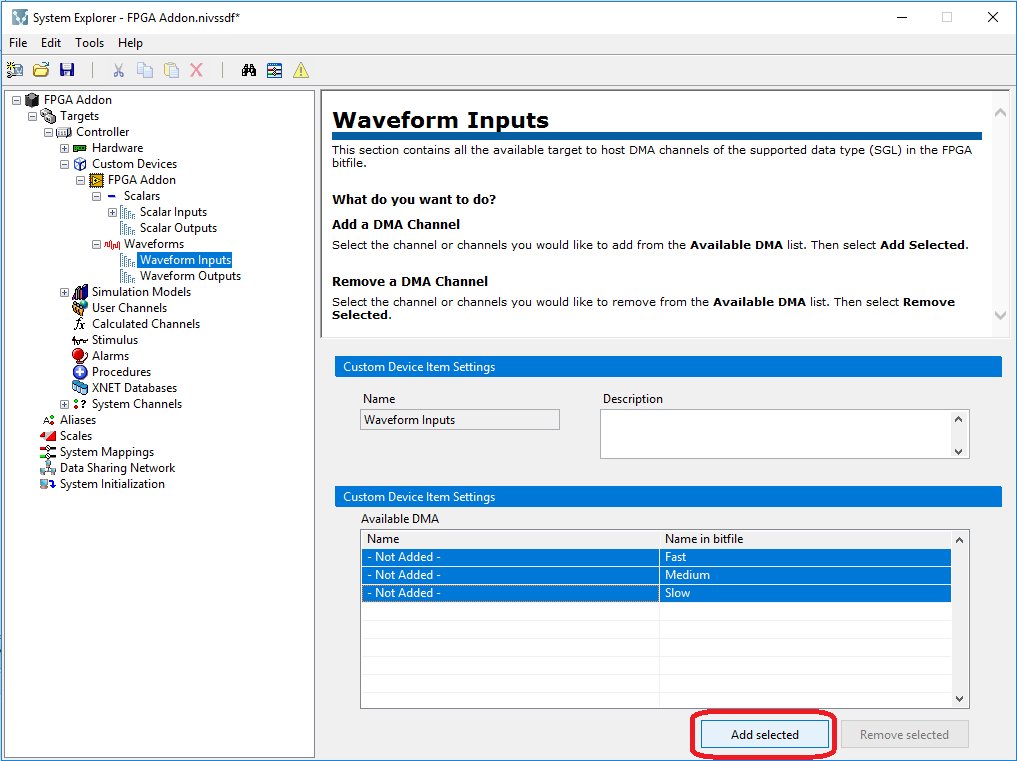 System Explorer - FPGA Addon.nivssdf*
File Edit Tools Help
FPGA Addon
Targets
Controller
Hardware
Custom Devices
FPGA Addon
Scalars
Scalar Inputs
Scalar Outputs
Waveforms
Waveform Inputs
Waveform Outputs
Simulation Models
User Channels
fx Calculated Channels
Stimulus
Alarms
Procedures
XNET Databases
System Channels
Aliases
Scales
System Mappings
Data Sharing Network
System Initialization
Waveform Inputs
This section contains all the available target to host DMA channels of the supported data type (SGL) in the FPGA
bitfile.
What do you want to do?
Add a DMA Channel
Select the channel or channels you would like to add from the Available DMA list. Then select Add Selected.
Remove a DMA Channel
Select the channel or channels you would like to remove from the Available DMA list. Then select Remove
Selected.
Custom Device Item Settings
Name Description
Waveform Inputs
Custom Device Item Settings
Available DMA
Name Name in bitfile
- Not Added - Fast
- Not Added - Medium
- Not Added - Slow
Add selected Remove selected